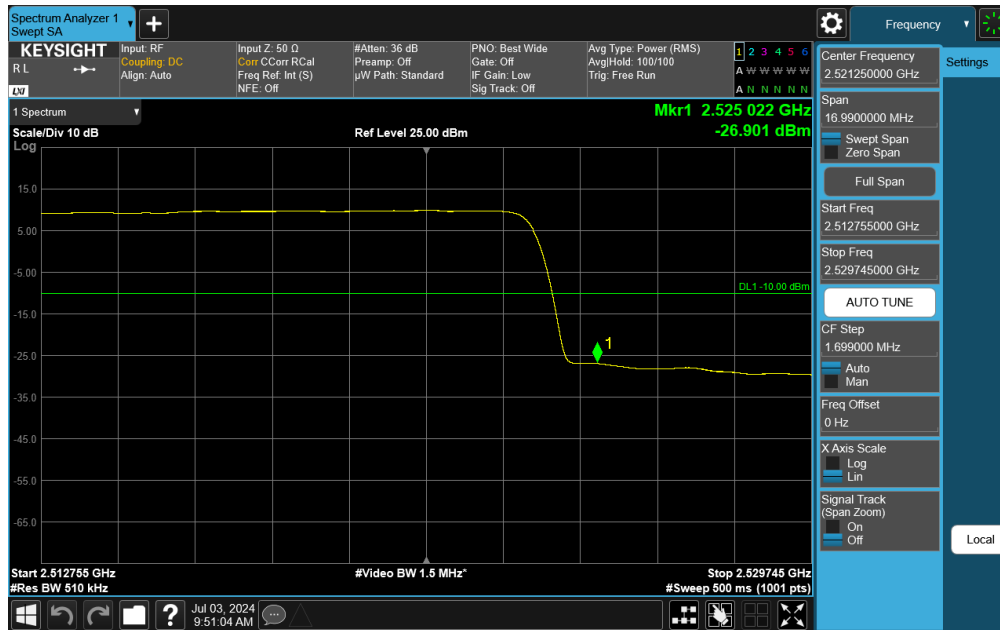 Spectrum Analyzer 1
Swept SA
+
Frequency
KEYSIGHT
RL
LXI
Input: RF
Coupling: DC
Align: Auto
Input Z: 50 Ω
Corr CCorr RCal
Freq Ref: Int (S)
NFE: Off
#Atten: 36 dB
Preamp: Off
µW Path: Standard
PNO: Best Wide
Gate: Off
IF Gain: Low
Sig Track: Off
Avg Type: Power (RMS)
Avg|Hold: 100/100
Trig: Free Run
1 2 3 4 5 6
A W W W W W
A N N N N N
1 Spectrum
Scale/Div 10 dB
Log
Ref Level 25.00 dBm
Mkr1 2.525 022 GHz
-26.901 dBm
15.0
5.00
-5.00
-15.0
-25.0
-35.0
-45.0
-55.0
-65.0
DL1 -10.00 dBm
1
Start 2.512755 GHz
#Res BW 510 kHz
#Video BW 1.5 MHz*
Stop 2.529745 GHz
#Sweep 500 ms (1001 pts)
Center Frequency
2.521250000 GHz
Span
16.9900000 MHz
Swept Span
Zero Span
Full Span
Start Freq
2.512755000 GHz
Stop Freq
2.529745000 GHz
AUTO TUNE
CF Step
1.699000 MHz
Auto
Man
Freq Offset
0 Hz
X Axis Scale
Log
Lin
Signal Track
(Span Zoom)
On
Off
Settings
Local
?
Jul 03, 2024
9:51:04 AM